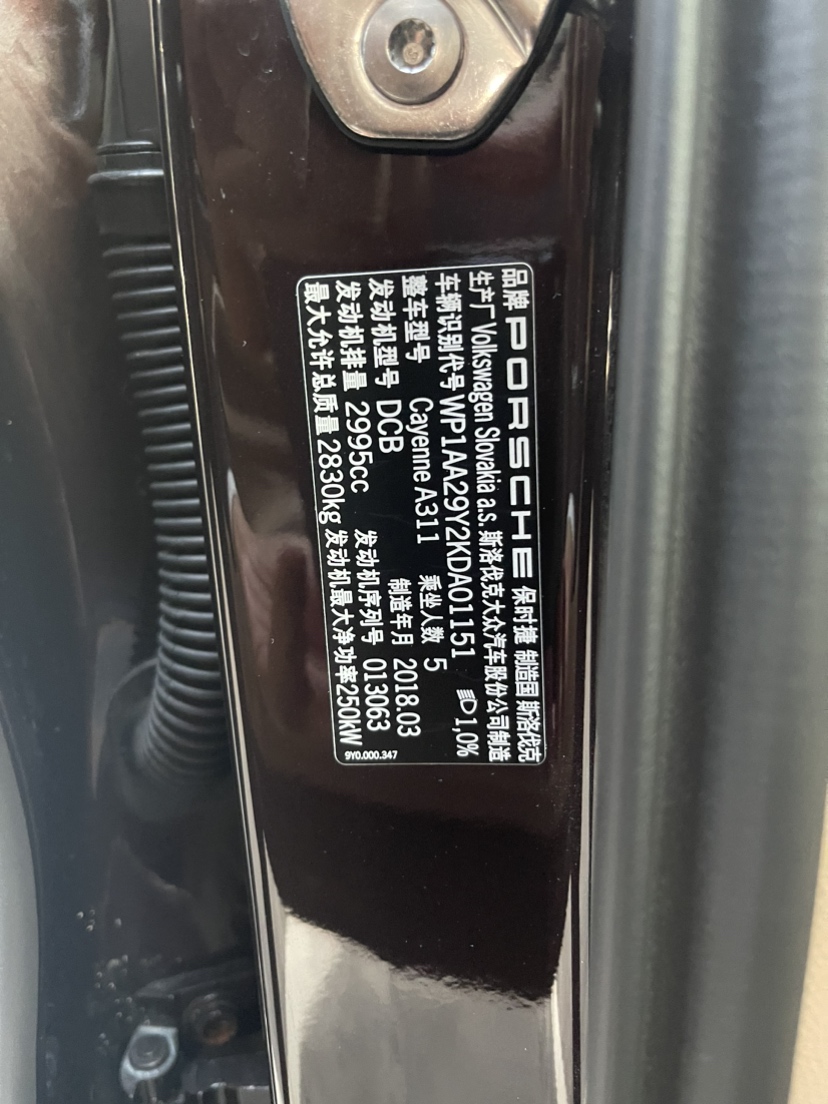 品牌 PORSCHE 保时捷 制造国 斯洛伐克
生产厂 Volkswagen Slovakia a.s. 斯洛伐克大众汽车股份公司制造
车辆识别代号 WP1AA29Y2KDA01151 1,0%
整车型号 Cayenne A311 乘坐人数 5
发动机型号 DCB 制造年月 2018.03
发动机排量 2995cc 发动机序列号 013063
最大允许总质量 2830kg 发动机最大净功率 250kW
9Y0.000.347